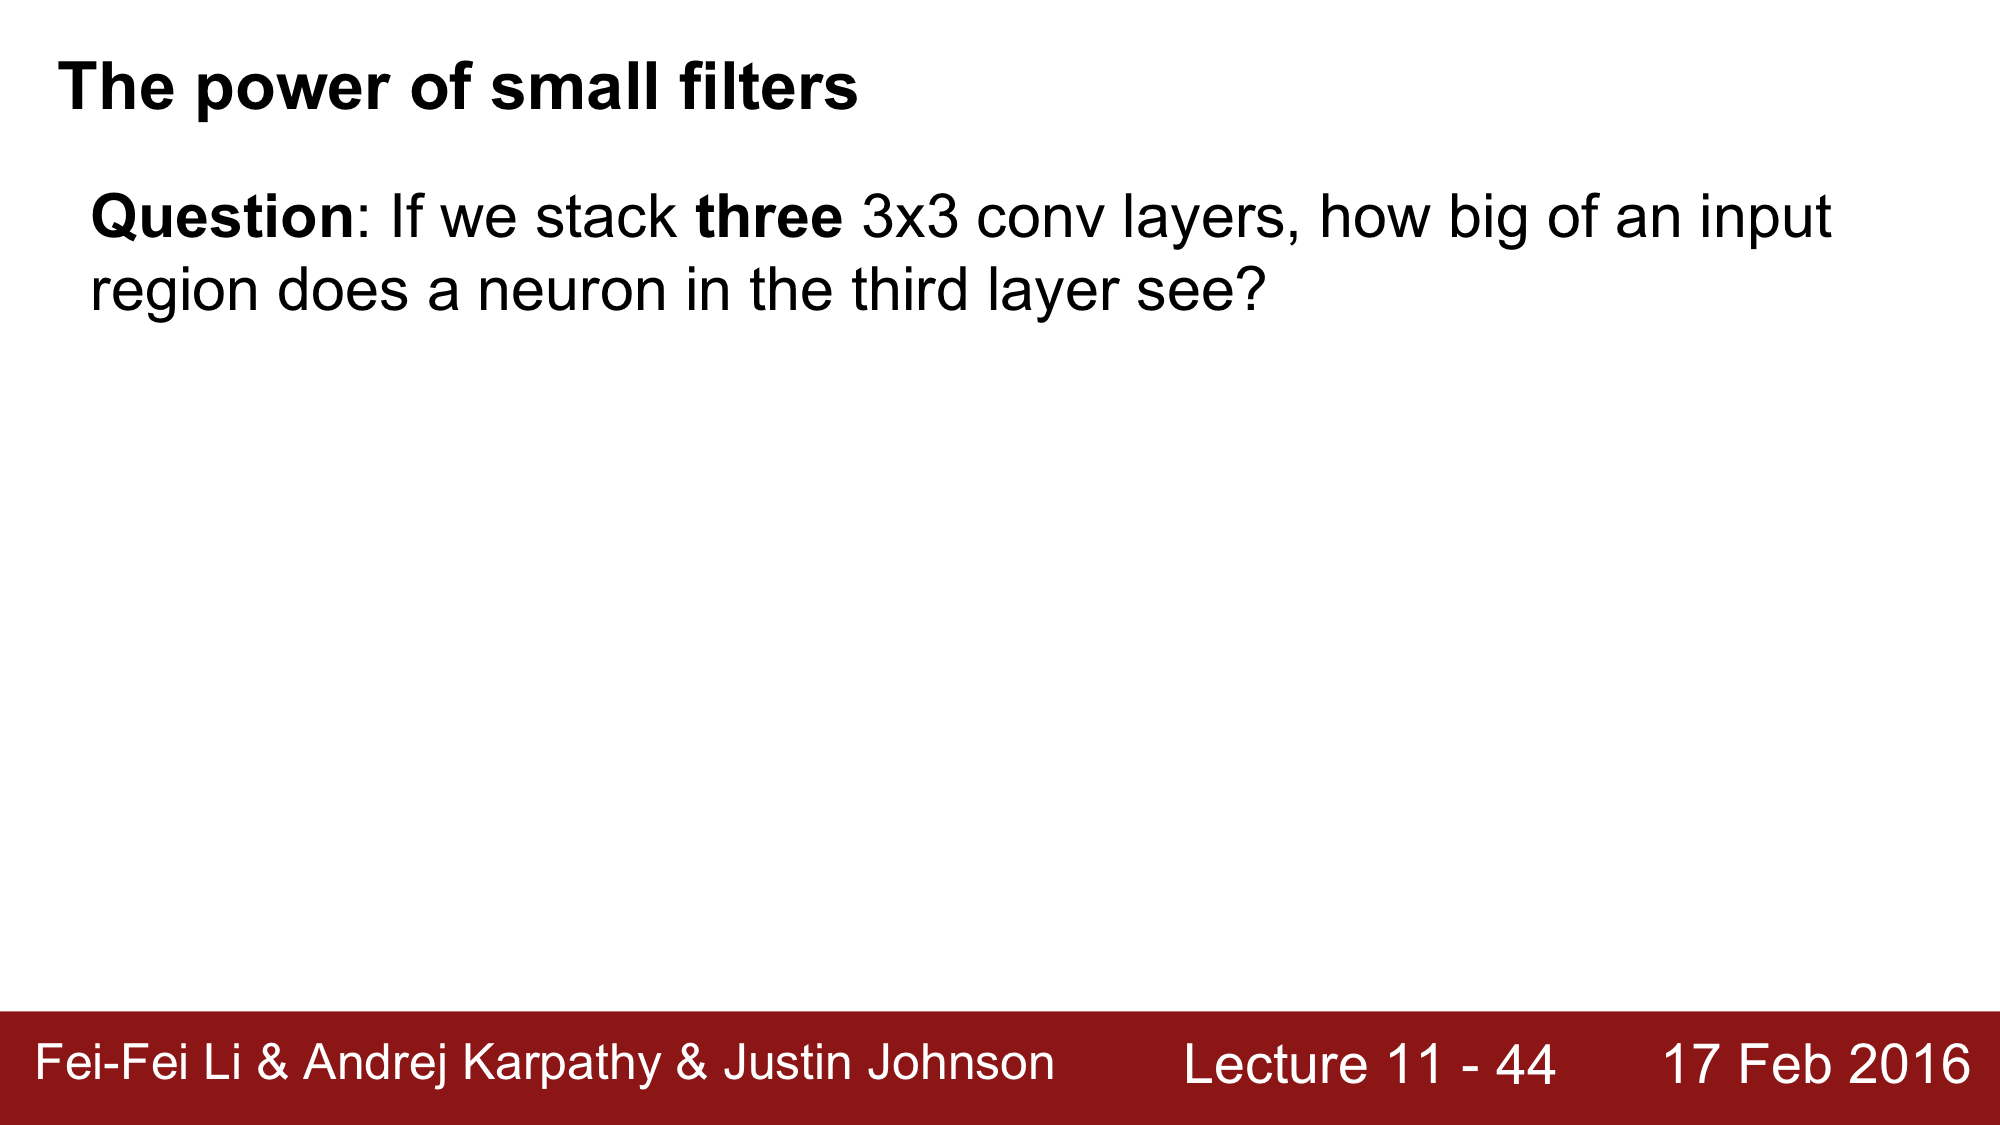 The power of small filters
Question: If we stack three 3x3 conv layers, how big of an input
region does a neuron in the third layer see?
Fei-Fei Li & Andrej Karpathy & Justin Johnson
Lecture 11 - 44
17 Feb 2016